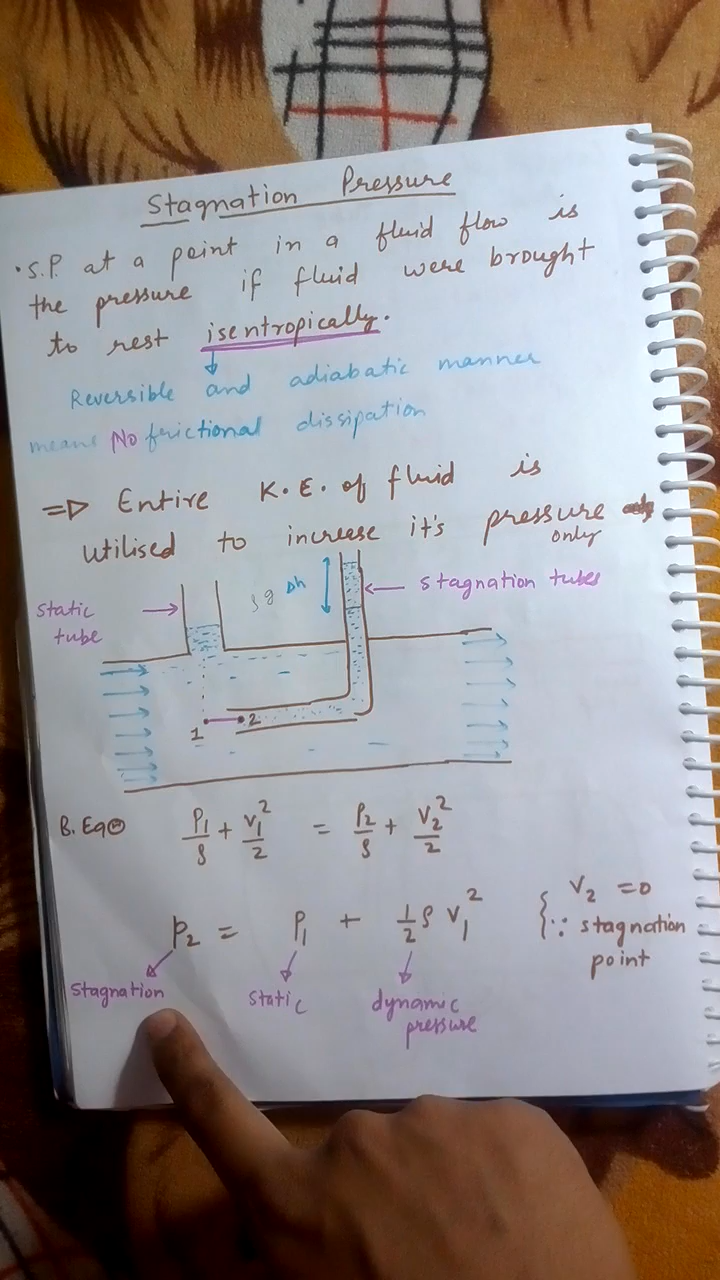 Stagnation Pressure
• S.P. at a point in a fluid flow is
the pressure if fluid were brought
to rest isentropically.
Reversible and adiabatic manner
means No frictional dissipation
⇒ Entire K.E. of fluid is
utilised to increase it's pressure
only
static
tube
ρg Δh
stagnation tube
1
2
B. Eqⁿ
P₁/ρ + V₁²/2 = P₂/ρ + V₂²/2
P₂ = P₁ + 1/2 ρ V₁²
{ V₂ = 0
∵ stagnation
point
Stagnation
static
dynamic
pressure